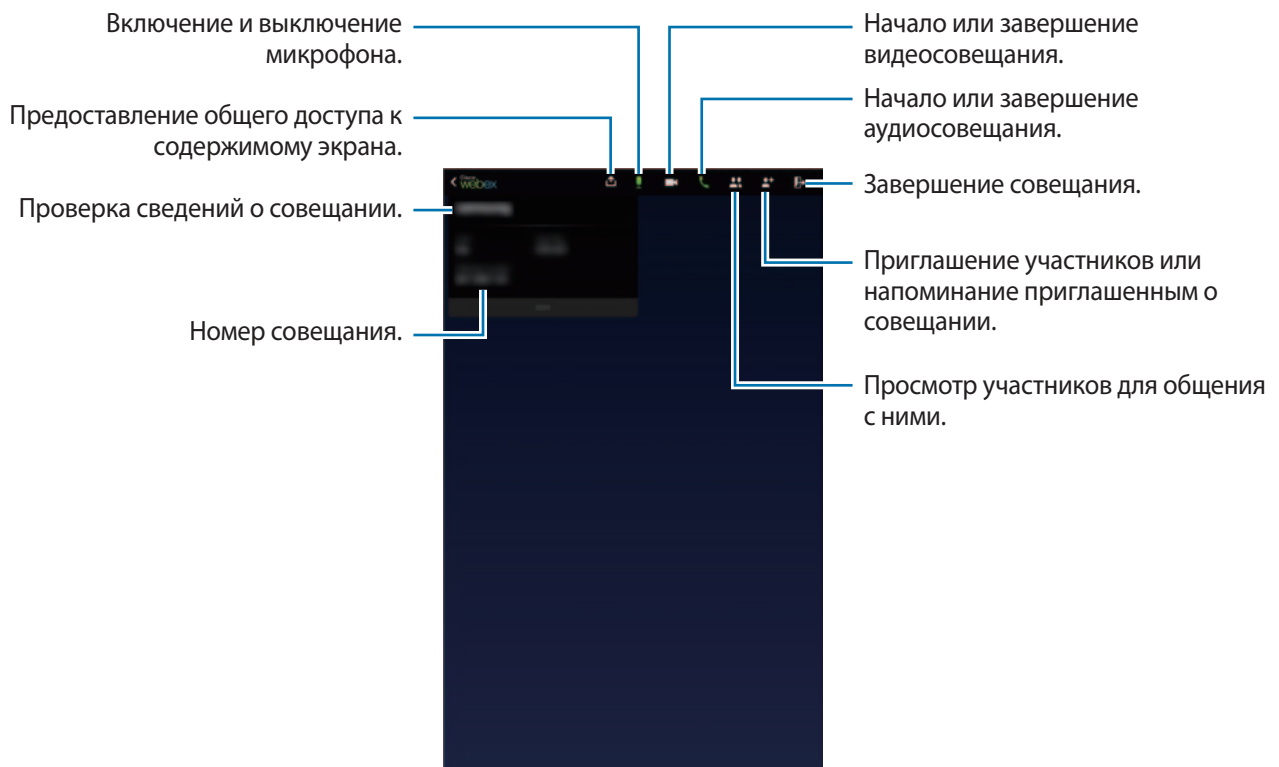 Включение и выключение
микрофона.
Предоставление общего доступа к
содержимому экрана.
Проверка сведений о совещании.
Номер совещания.
webex
Начало или завершение
видеосовещания.
Начало или завершение
аудиосовещания.
Завершение совещания.
Приглашение участников или
напоминание приглашенным о
совещании.
Просмотр участников для общения
с ними.